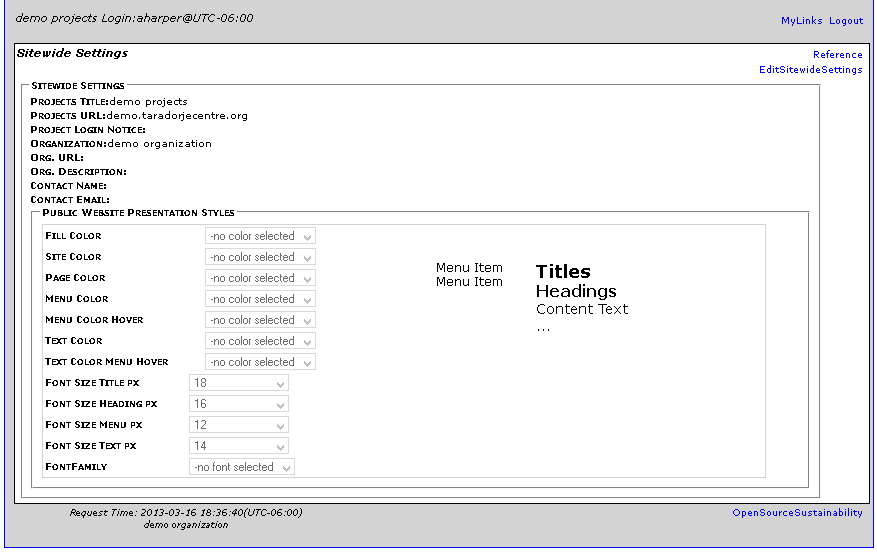 demo projects Login:aharper@UTC-06:00
MyLinks Logout
Sitewide Settings
Reference
EditSitewideSettings
Sitewide Settings
Projects Title:demo projects
Projects URL:demo.taradorjecentre.org
Project Login Notice:
Organization:demo organization
Org. URL:
Org. Description:
Contact Name:
Contact Email:
Public Website Presentation Styles
Fill Color -no color selected
Site Color -no color selected
Page Color -no color selected
Menu Color -no color selected
Menu Color Hover -no color selected
Text Color -no color selected
Text Color Menu Hover -no color selected
Font Size Title px 18
Font Size Heading px 16
Font Size Menu px 12
Font Size Text px 14
FontFamily -no font selected
Menu Item
Menu Item
Titles
Headings
Content Text
...
Request Time: 2013-03-16 18:36:40(UTC-06:00)
demo organization
OpenSourceSustainability